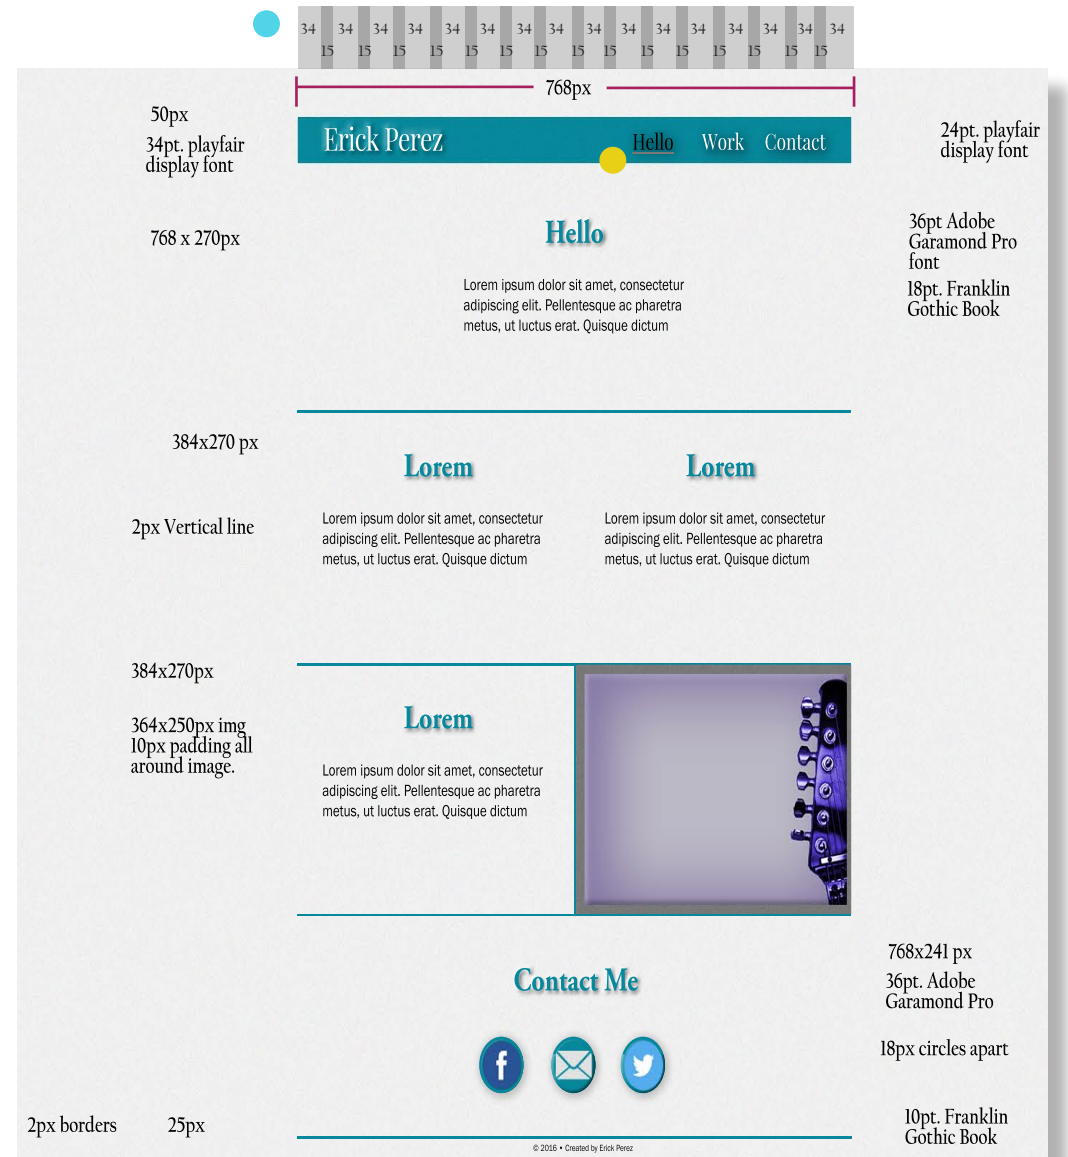 34 34 34 34 34 34 34 34 34 34 34 34 34 34 34 34
15 15 15 15 15 15 15 15 15 15 15 15 15 15 15
768px
50px
34pt. playfair
display font
Erick Perez
Hello Work Contact
24pt. playfair
display font
768 x 270px
Hello
Lorem ipsum dolor sit amet, consectetur
adipiscing elit. Pellentesque ac pharetra
metus, ut luctus erat. Quisque dictum
36pt Adobe
Garamond Pro
font
18pt. Franklin
Gothic Book
384x270 px
2px Vertical line
Lorem
Lorem ipsum dolor sit amet, consectetur
adipiscing elit. Pellentesque ac pharetra
metus, ut luctus erat. Quisque dictum
Lorem
Lorem ipsum dolor sit amet, consectetur
adipiscing elit. Pellentesque ac pharetra
metus, ut luctus erat. Quisque dictum
384x270px
364x250px img
10px padding all
around image.
Lorem
Lorem ipsum dolor sit amet, consectetur
adipiscing elit. Pellentesque ac pharetra
metus, ut luctus erat. Quisque dictum
Contact Me
f
768x241 px
36pt. Adobe
Garamond Pro
18px circles apart
2px borders
25px
10pt. Franklin
Gothic Book
© 2016 • Created by Erick Perez